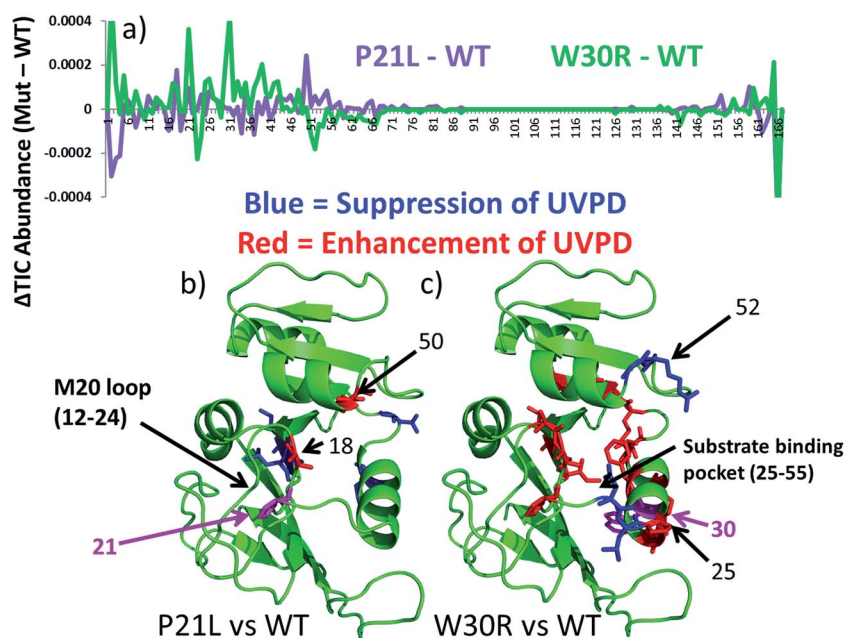 a)
P21L - WT
W30R - WT
ΔTIC Abundance (Mut – WT)
0.0004
0.0002
0
-0.0002
-0.0004
1 6 11 16 21 26 31 36 41 46 51 56 61 66 71 76 81 86 91 96 101 106 111 116 121 126 131 136 141 146 151 156 161 166
Blue = Suppression of UVPD
Red = Enhancement of UVPD
b)
c)
50
52
M20 loop
(12-24)
18
Substrate binding
pocket (25-55)
21
30
25
P21L vs WT
W30R vs WT